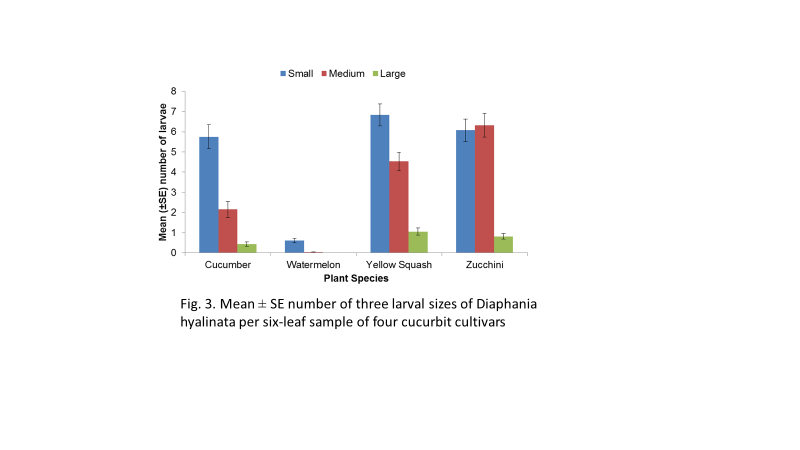 Small Medium Large
8
7
6
5
4
3
2
1
0
Mean (±SE) number of larvae
Cucumber Watermelon Yellow Squash Zucchini
Plant Species
Fig. 3. Mean ± SE number of three larval sizes of Diaphania
hyalinata per six-leaf sample of four cucurbit cultivars